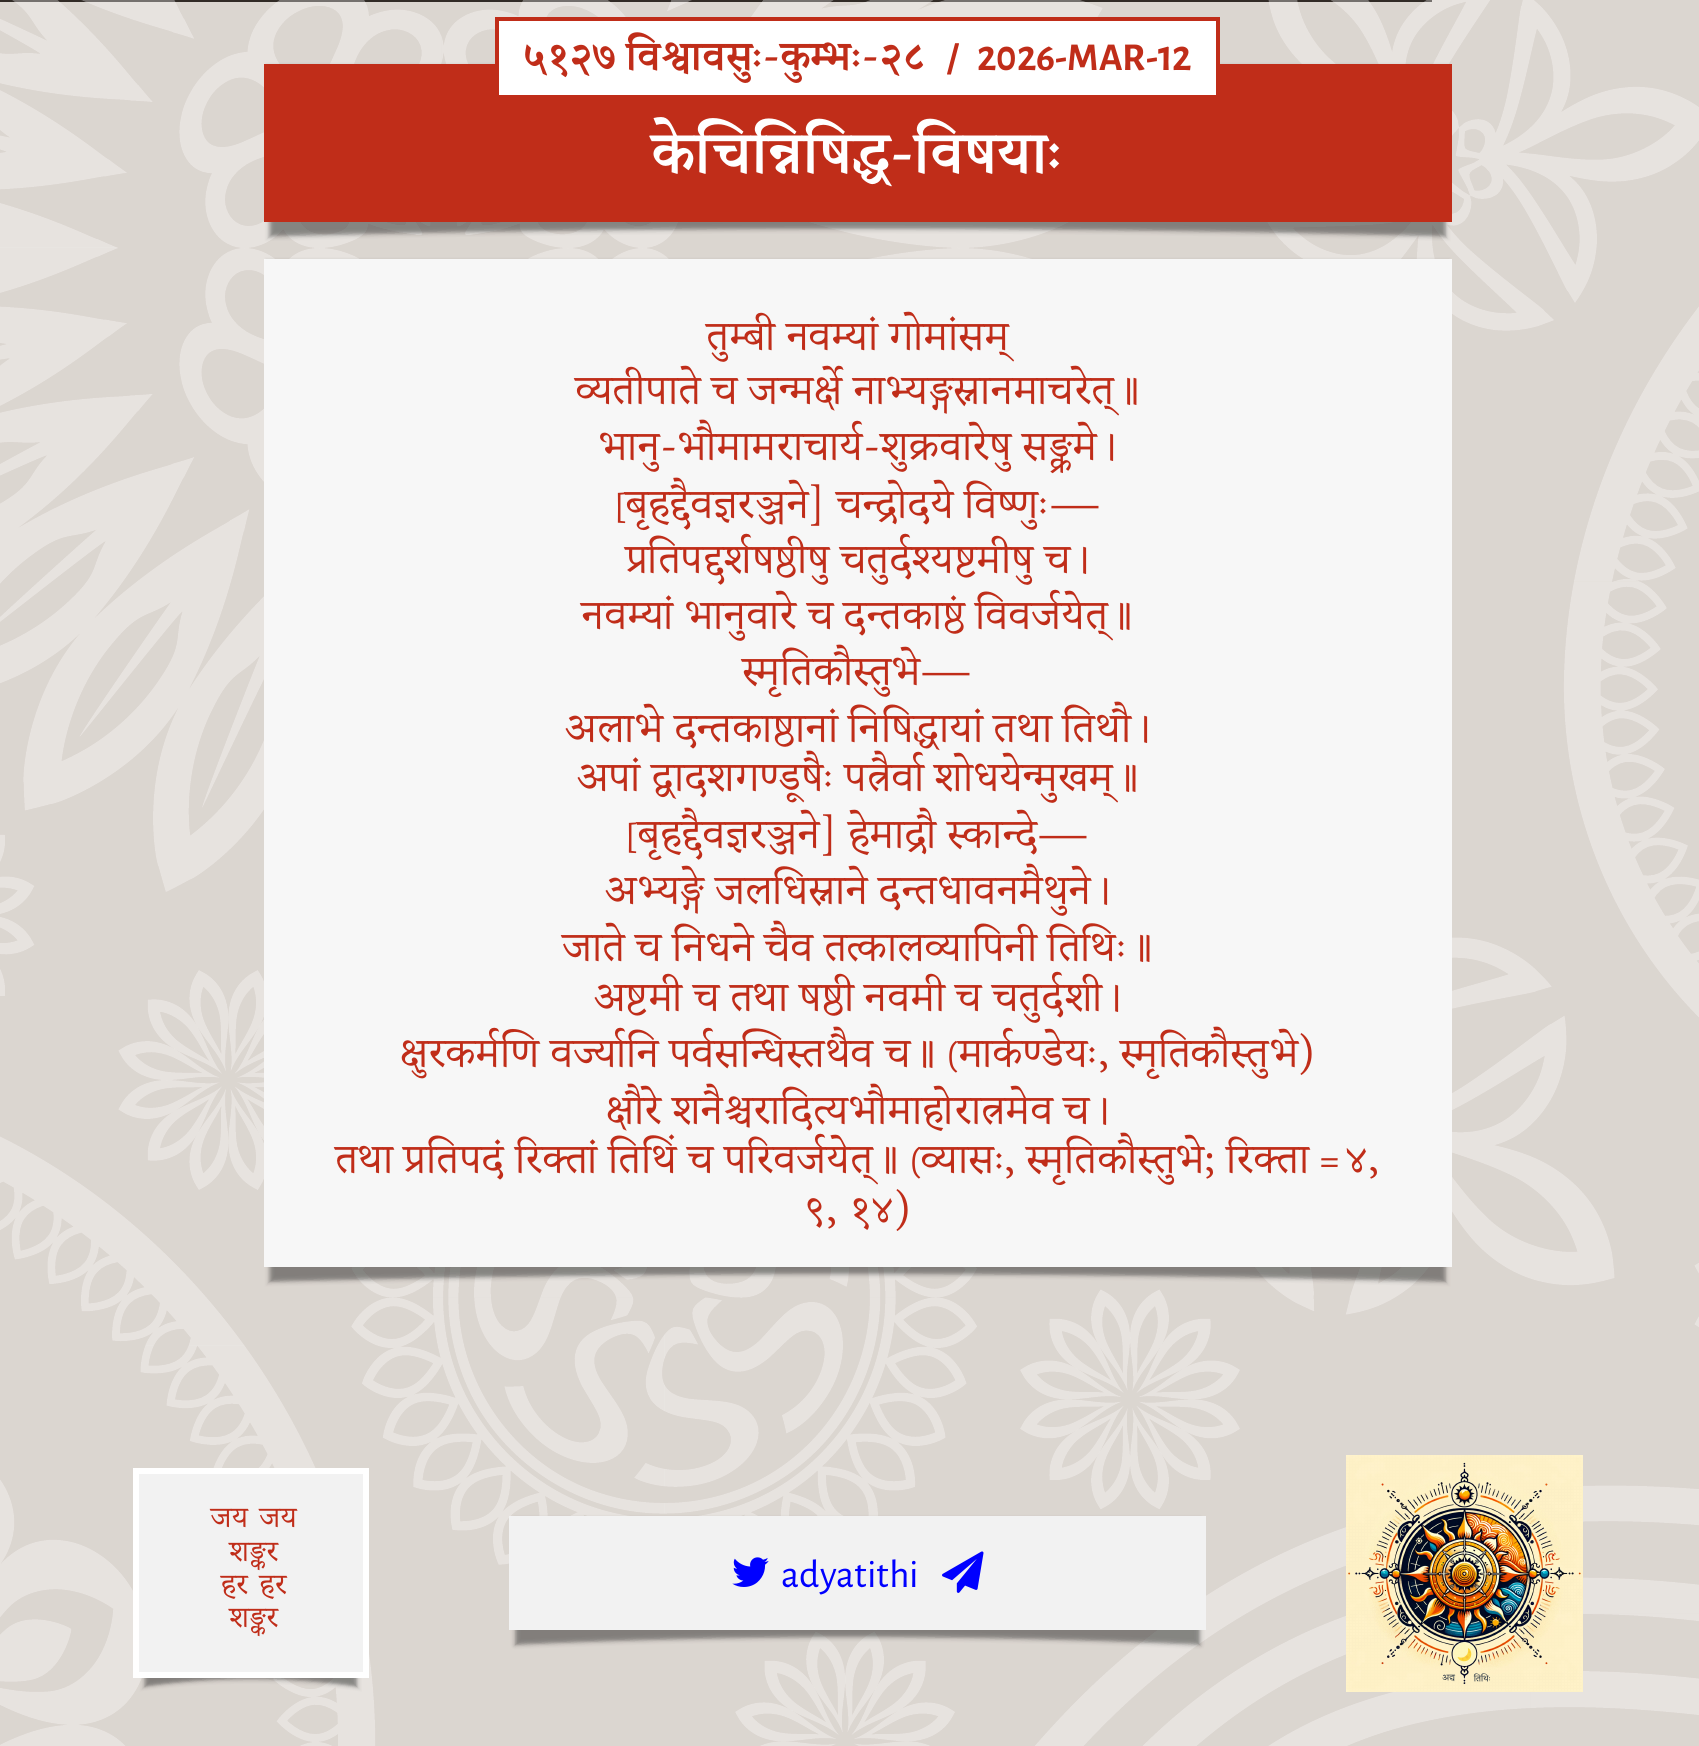 ५१२७ विश्वावसुः-कुम्भः-२८ / 2026-MAR-12
केचिन्निषिद्ध-विषयाः
तुम्बी नवम्यां गोमांसम्
व्यतीपाते च जन्मर्क्षे नाभ्यङ्गस्नानमाचरेत्॥
भानु-भौमामराचार्य-शुक्रवारेषु सङ्क्रमे।
[बृहद्दैवज्ञरञ्जने] चन्द्रोदये विष्णुः—
प्रतिपद्दर्शषष्ठीषु चतुर्दश्यष्टमीषु च।
नवम्यां भानुवारे च दन्तकाष्ठं विवर्जयेत्॥
स्मृतिकौस्तुभे—
अलाभे दन्तकाष्ठानां निषिद्धायां तथा तिथौ।
अपां द्वादशगण्डूषैः पत्रैर्वा शोधयेन्मुखम्॥
[बृहद्दैवज्ञरञ्जने] हेमाद्रौ स्कान्दे—
अभ्यङ्गे जलधिस्नाने दन्तधावनमैथुने।
जाते च निधने चैव तत्कालव्यापिनी तिथिः॥
अष्टमी च तथा षष्ठी नवमी च चतुर्दशी।
क्षुरकर्मणि वर्ज्यानि पर्वसन्धिस्तथैव च॥ (मार्कण्डेयः, स्मृतिकौस्तुभे)
क्षौरे शनैश्चरादित्यभौमाहोरात्रमेव च।
तथा प्रतिपदं रिक्तां तिथिं च परिवर्जयेत्॥ (व्यासः, स्मृतिकौस्तुभे; रिक्ता = ४,
९, १४)
जय जय
शङ्कर
हर हर
शङ्कर
adyatithi
अद्य तिथिः